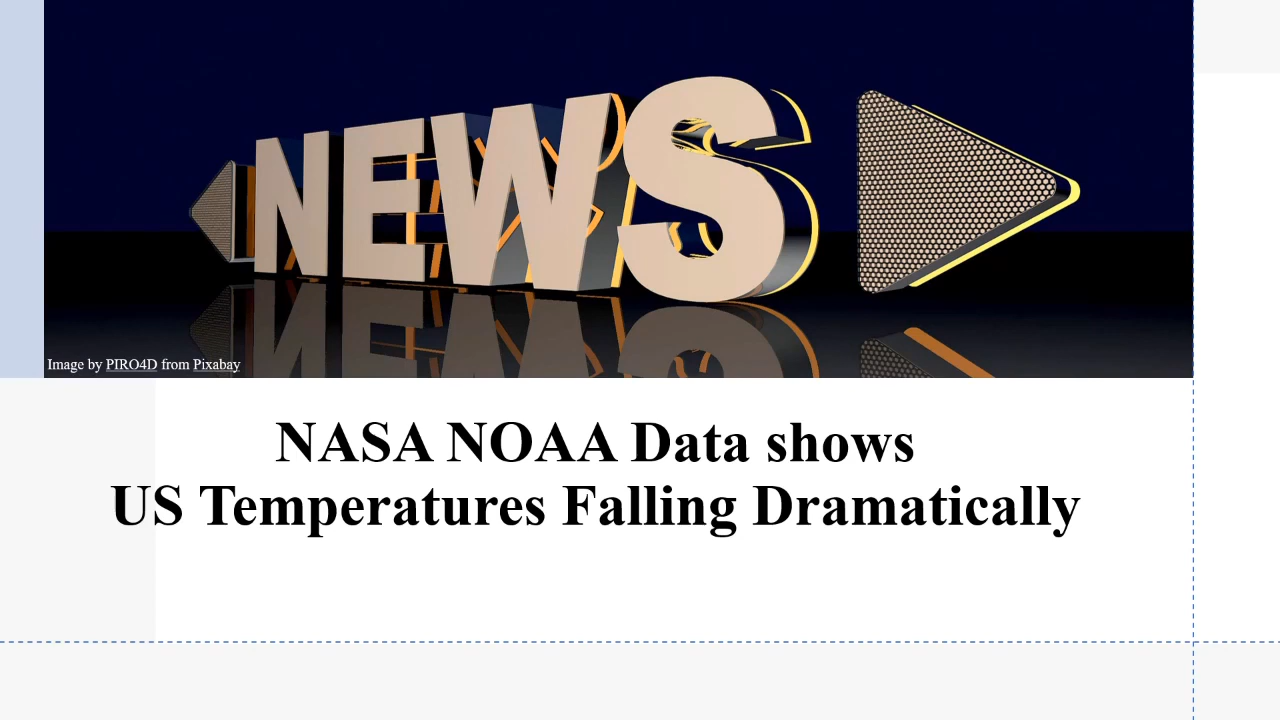 NEWS
Image by PIRO4D from Pixabay
NASA NOAA Data shows
US Temperatures Falling Dramatically